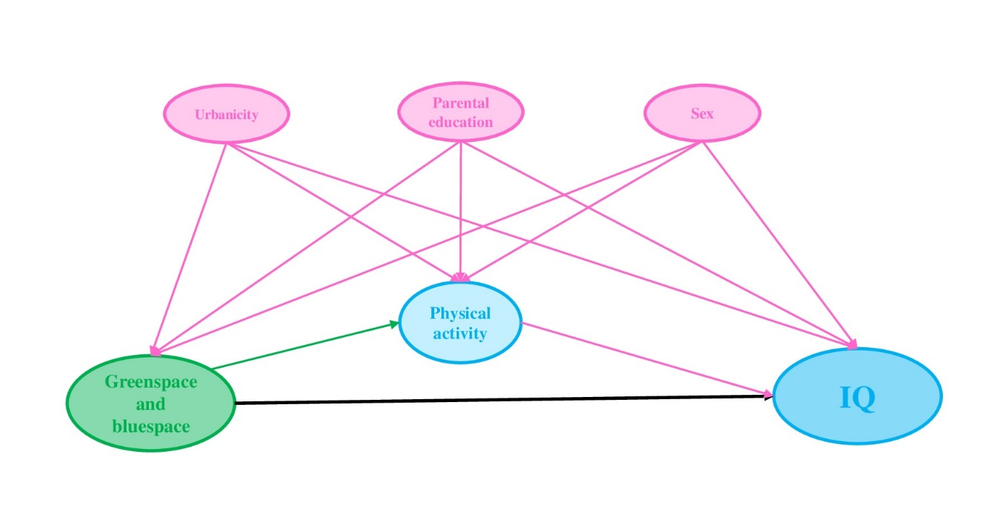 Urbanicity
Parental
education
Sex
Physical
activity
Greenspace
and
bluespace
IQ